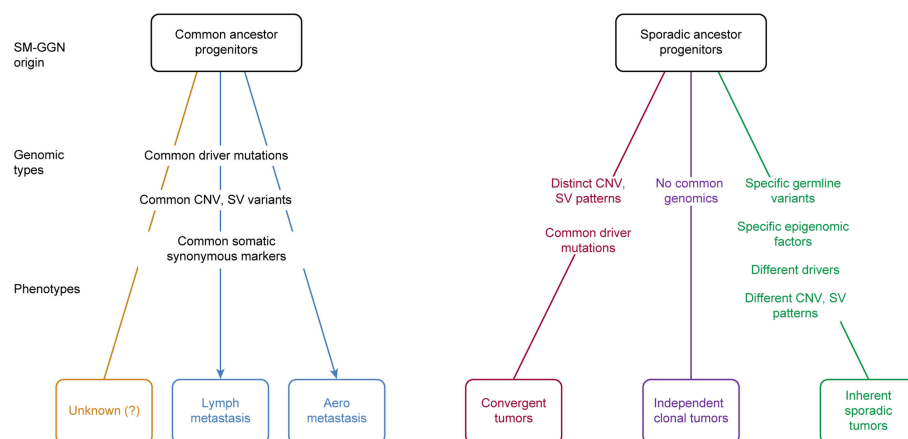 SM-GGN
origin
Common ancestor
progenitors
Sporadic ancestor
progenitors
Genomic
types
Common driver mutations
Common CNV, SV variants
Common somatic
synonymous markers
Distinct CNV,
SV patterns
Common driver
mutations
No common
genomics
Specific germline
variants
Specific epigenomic
factors
Different drivers
Different CNV, SV
patterns
Phenotypes
Unknown (?)
Lymph
metastasis
Aero
metastasis
Convergent
tumors
Independent
clonal tumors
Inherent
sporadic
tumors